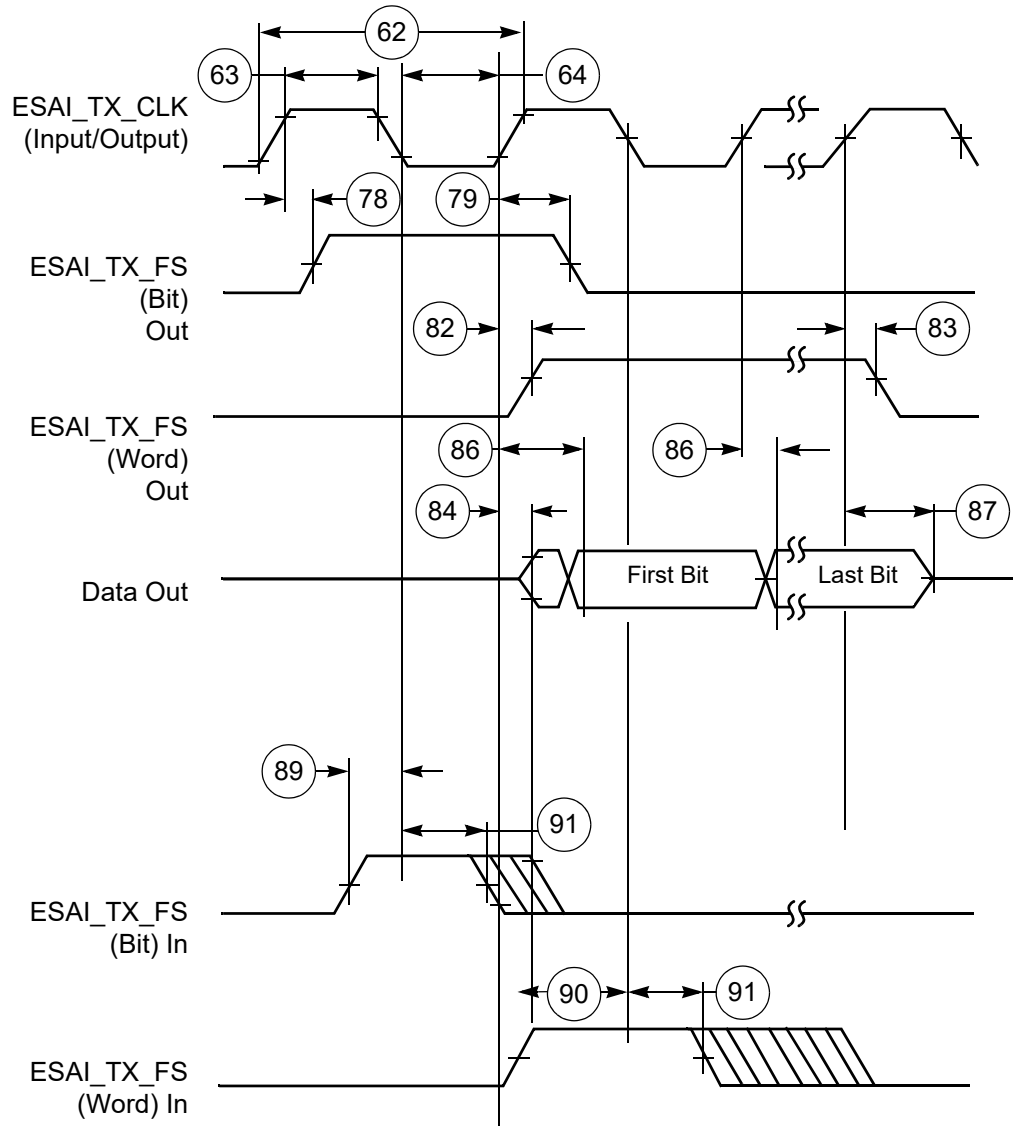 62
63
64
ESAI_TX_CLK
(Input/Output)
78
79
ESAI_TX_FS
(Bit)
Out
82
83
ESAI_TX_FS
(Word)
Out
86
86
84
87
First Bit
Last Bit
Data Out
89
91
ESAI_TX_FS
(Bit) In
90
91
ESAI_TX_FS
(Word) In